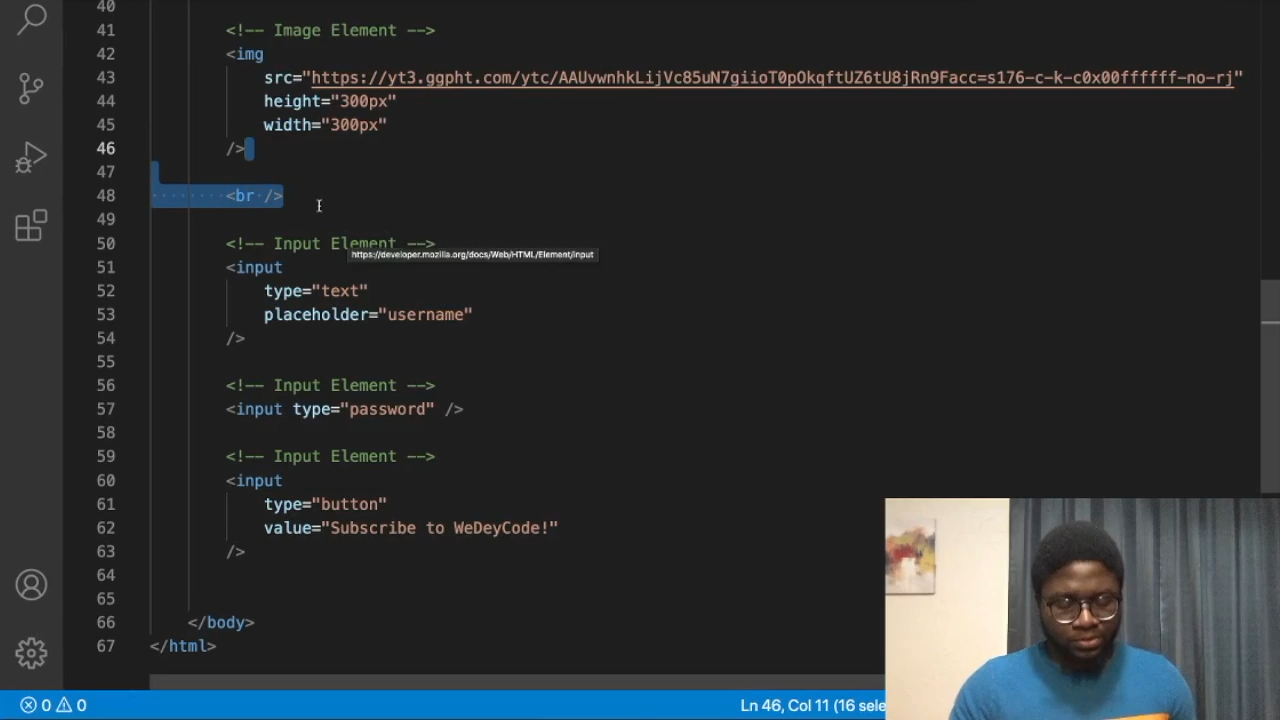 40
41 <!-- Image Element -->
42 <img
43 src="https://yt3.ggpht.com/ytc/AAUvwnhkLijVc85uN7giioT0pOkqftUZ6tU8jRn9Facc=s176-c-k-c0x00ffffff-no-rj"
44 height="300px"
45 width="300px"
46 />
47
48 <br />
49
50 <!-- Input Element -->
https://developer.mozilla.org/docs/Web/HTML/Element/input
51 <input
52 type="text"
53 placeholder="username"
54 />
55
56 <!-- Input Element -->
57 <input type="password" />
58
59 <!-- Input Element -->
60 <input
61 type="button"
62 value="Subscribe to WeDeyCode!"
63 />
64
65
66 </body>
67 </html>
0 0 Ln 46, Col 11 (16 sele